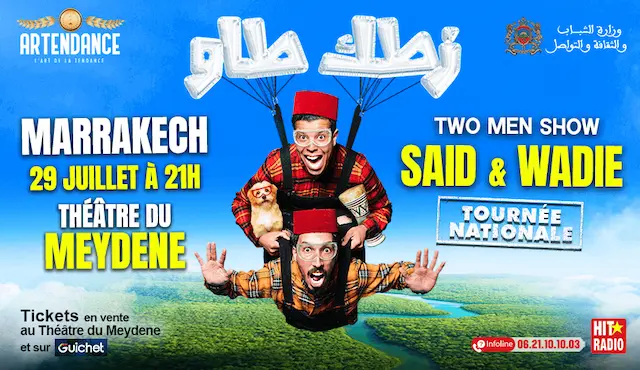 ARTENDANCE
L'ART DE LA TENDANCE
وزارة الشباب
والثقافة والتواصل
MARRAKECH
29 JUILLET À 21H
THÉÂTRE DU
MEYDENE
TWO MEN SHOW
SAID & WADIE
TOURNÉE
NATIONALE
Tickets en vente
au Théâtre du Meydene
et sur Guichet
Infoline 06.21.10.10.03
HIT
RADIO